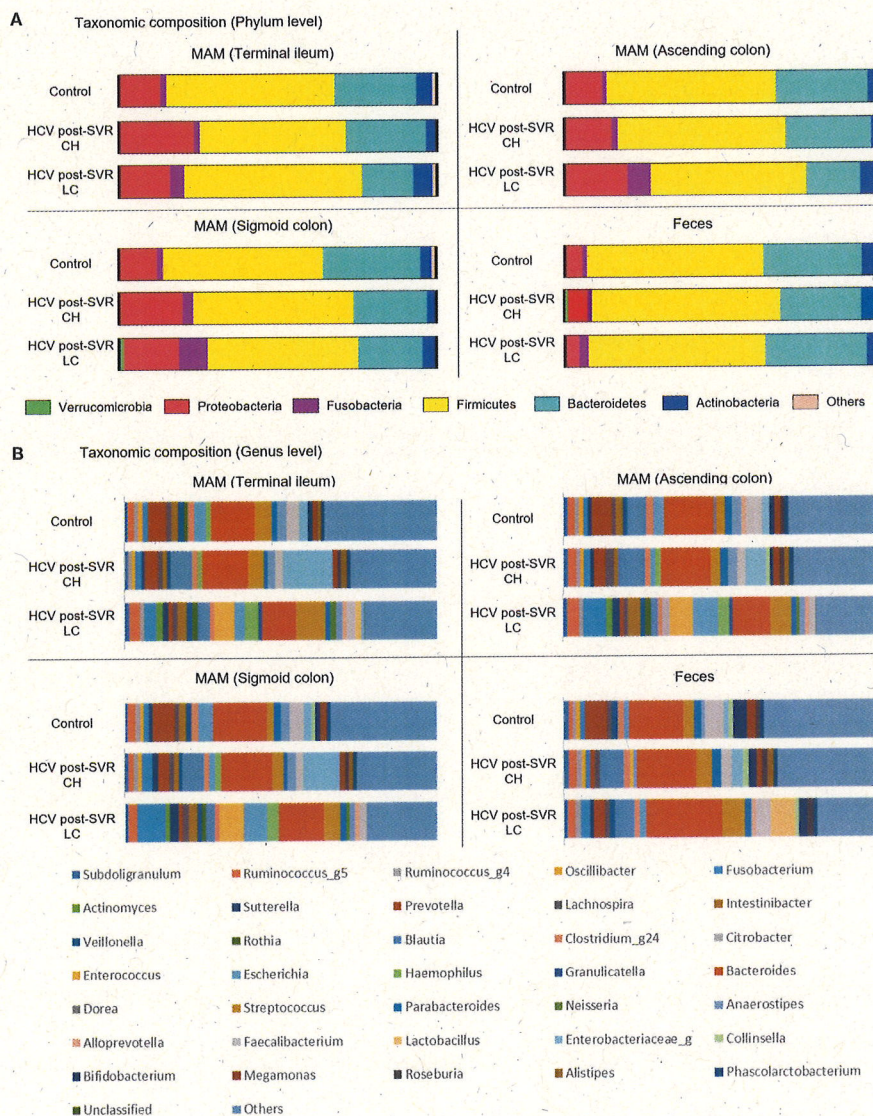 A
Taxonomic composition (Phylum level)
MAM (Terminal ileum)
Control
HCV post-SVR
CH
HCV post-SVR
LC
MAM (Ascending colon)
Control
HCV post-SVR
CH
HCV post-SVR
LC
MAM (Sigmoid colon)
Control
HCV post-SVR
CH
HCV post-SVR
LC
Feces
Control
HCV post-SVR
CH
HCV post-SVR
LC
Verrucomicrobia Proteobacteria Fusobacteria Firmicutes Bacteroidetes Actinobacteria Others
B
Taxonomic composition (Genus level)
MAM (Terminal ileum)
Control
HCV post-SVR
CH
HCV post-SVR
LC
MAM (Ascending colon)
Control
HCV post-SVR
CH
HCV post-SVR
LC
MAM (Sigmoid colon)
Control
HCV post-SVR
CH
HCV post-SVR
LC
Feces
Control
HCV post-SVR
CH
HCV post-SVR
LC
Subdoligranulum Ruminococcus_g5 Ruminococcus_g4 Oscillibacter Fusobacterium
Actinomyces Sutterella Prevotella Lachnospira Intestinibacter
Veillonella Rothia Blautia Clostridium_g24 Citrobacter
Enterococcus Escherichia Haemophilus Granulicatella Bacteroides
Dorea Streptococcus Parabacteroides Neisseria Anaerostipes
Alloprevotella Faecalibacterium Lactobacillus Enterobacteriaceae_g Collinsella
Bifidobacterium Megamonas Roseburia Alistipes Phascolarctobacterium
Unclassified Others